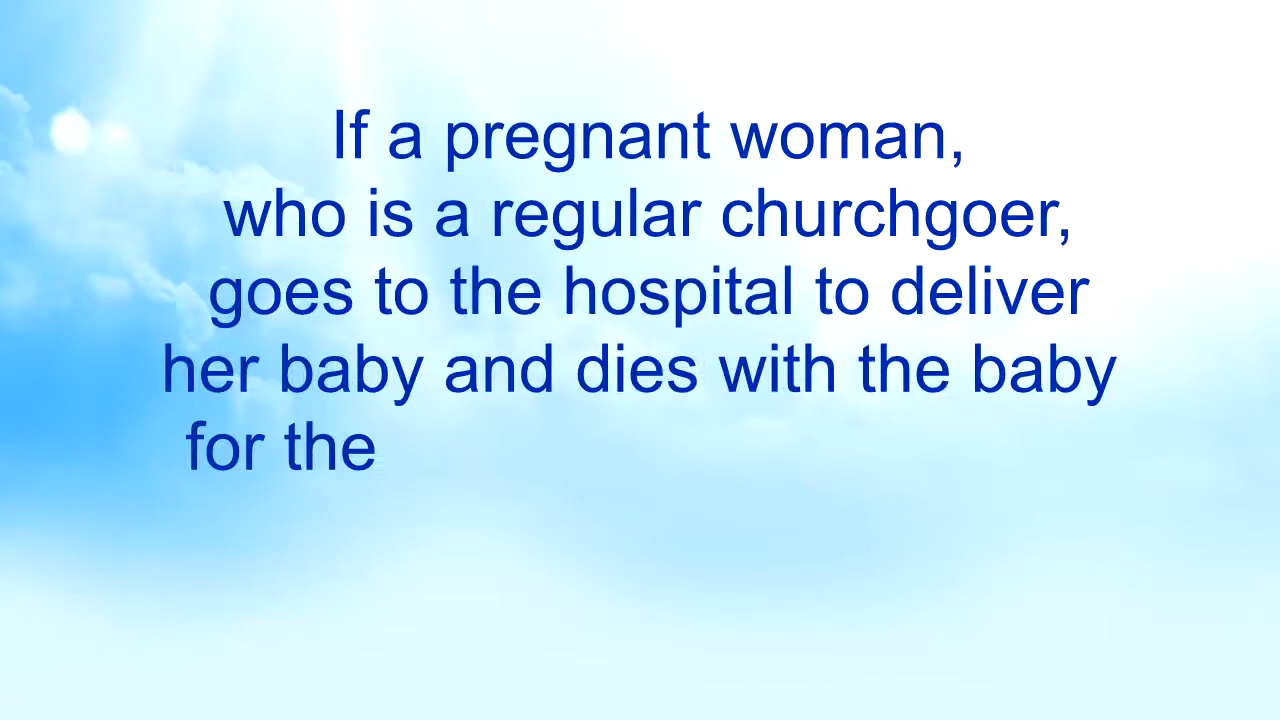 If a pregnant woman,
who is a regular churchgoer,
goes to the hospital to deliver
her baby and dies with the baby
for the